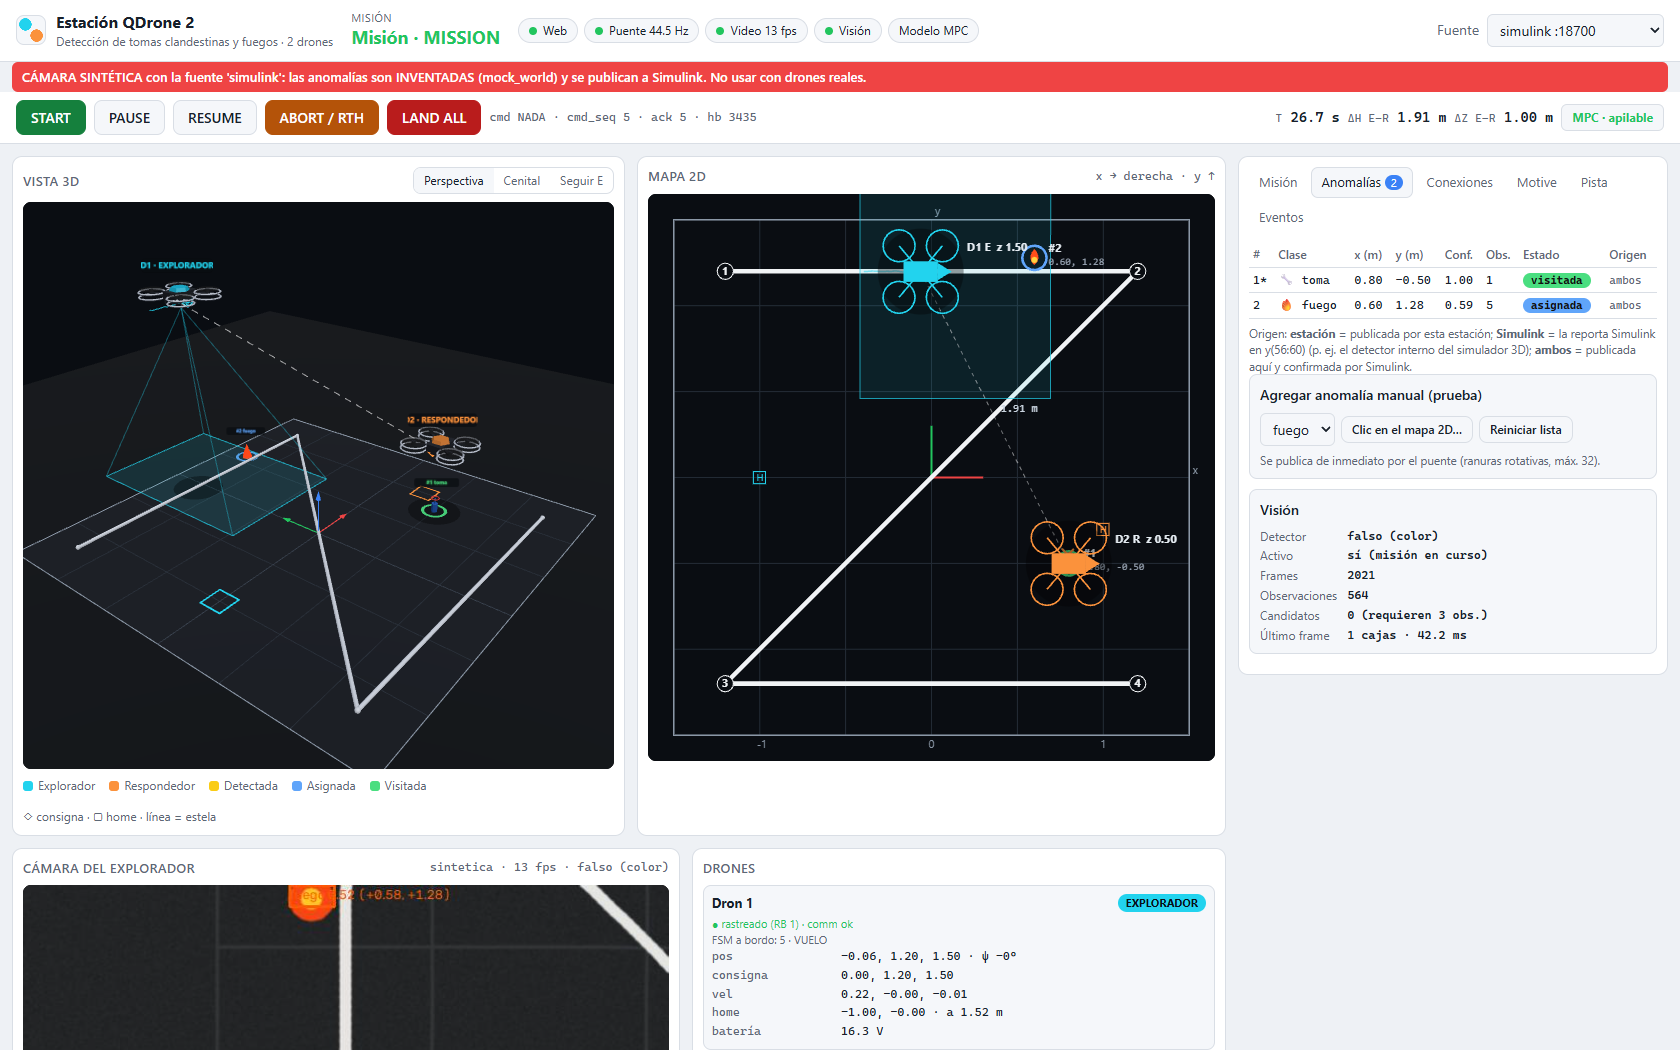 Estación QDrone 2
Detección de tomas clandestinas y fuegos · 2 drones
MISIÓN
Misión · MISSION
Web
Puente 44.5 Hz
Video 13 fps
Visión
Modelo MPC
Fuente
simulink :18700
CÁMARA SINTÉTICA con la fuente 'simulink': las anomalías son INVENTADAS (mock_world) y se publican a Simulink. No usar con drones reales.
START
PAUSE
RESUME
ABORT / RTH
LAND ALL
cmd NADA · cmd_seq 5 · ack 5 · hb 3435
T 26.7 s ΔH E-R 1.91 m ΔZ E-R 1.00 m
MPC · apilable
VISTA 3D
Perspectiva
Cenital
Seguir E
D1 · EXPLORADOR
D2 · RESPONDEDO
#2 fuego
#1 toma
Explorador
Respondedor
Detectada
Asignada
Visitada
◇ consigna · □ home · línea = estela
MAPA 2D
x → derecha · y ↑
y
D1 E z 1.50
#2
0.60, 1.28
1
2
1.91 m
H
x
H
D2 R z 0.50
#1
-0.50
3
4
-1
0
1
Misión
Anomalías 2
Conexiones
Motive
Pista
Eventos
# Clase x (m) y (m) Conf. Obs. Estado Origen
1* toma 0.80 −0.50 1.00 1 visitada ambos
2 fuego 0.60 1.28 0.59 5 asignada ambos
Origen: estación = publicada por esta estación; Simulink = la reporta Simulink
en y(56:60) (p. ej. el detector interno del simulador 3D); ambos = publicada
aquí y confirmada por Simulink.
Agregar anomalía manual (prueba)
fuego
Clic en el mapa 2D...
Reiniciar lista
Se publica de inmediato por el puente (ranuras rotativas, máx. 32).
Visión
Detector falso (color)
Activo sí (misión en curso)
Frames 2021
Observaciones 564
Candidatos 0 (requieren 3 obs.)
Último frame 1 cajas · 42.2 ms
CÁMARA DEL EXPLORADOR
sintetica · 13 fps · falso (color)
(+0.58, +1.28)
DRONES
Dron 1
EXPLORADOR
● rastreado (RB 1) · comm ok
FSM a bordo: 5 · VUELO
pos −0.06, 1.20, 1.50 · ψ −0°
consigna 0.00, 1.20, 1.50
vel 0.22, −0.00, −0.01
home −1.00, −0.00 · a 1.52 m
batería 16.3 V